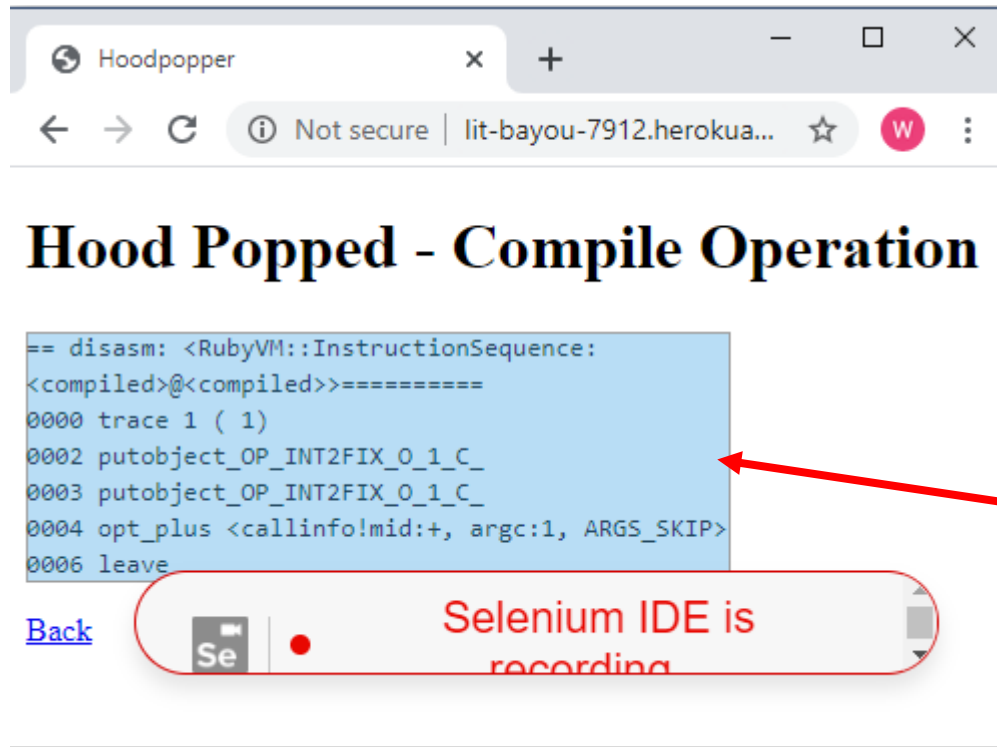 Hoodpopper
Not secure | lit-bayou-7912.herokua... W
Hood Popped - Compile Operation
== disasm: <RubyVM::InstructionSequence:
<compiled>@<compiled>>==========
0000 trace 1 ( 1)
0002 putobject_OP_INT2FIX_O_1_C_
0003 putobject_OP_INT2FIX_O_1_C_
0004 opt_plus <callinfo!mid:+, argc:1, ARGS_SKIP>
0006 leave
Back
Se
Selenium IDE is
recording